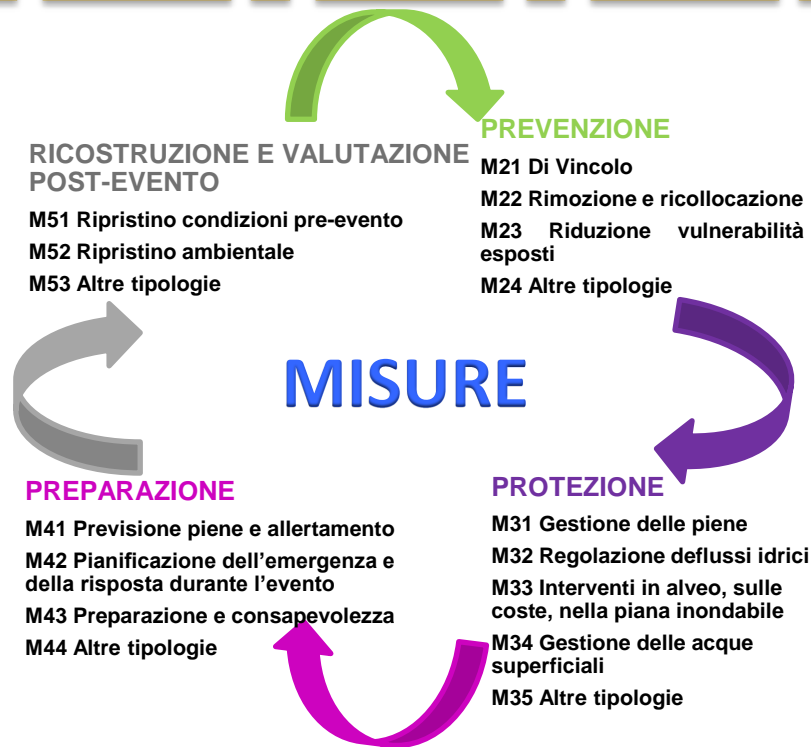 PREVENZIONE
M21 Di Vincolo
M22 Rimozione e ricollocazione
M23 Riduzione vulnerabilità
esposti
M24 Altre tipologie
RICOSTRUZIONE E VALUTAZIONE
POST-EVENTO
M51 Ripristino condizioni pre-evento
M52 Ripristino ambientale
M53 Altre tipologie
MISURE
PREPARAZIONE
M41 Previsione piene e allertamento
M42 Pianificazione dell’emergenza e
della risposta durante l’evento
M43 Preparazione e consapevolezza
M44 Altre tipologie
PROTEZIONE
M31 Gestione delle piene
M32 Regolazione deflussi idrici
M33 Interventi in alveo, sulle
coste, nella piana inondabile
M34 Gestione delle acque
superficiali
M35 Altre tipologie